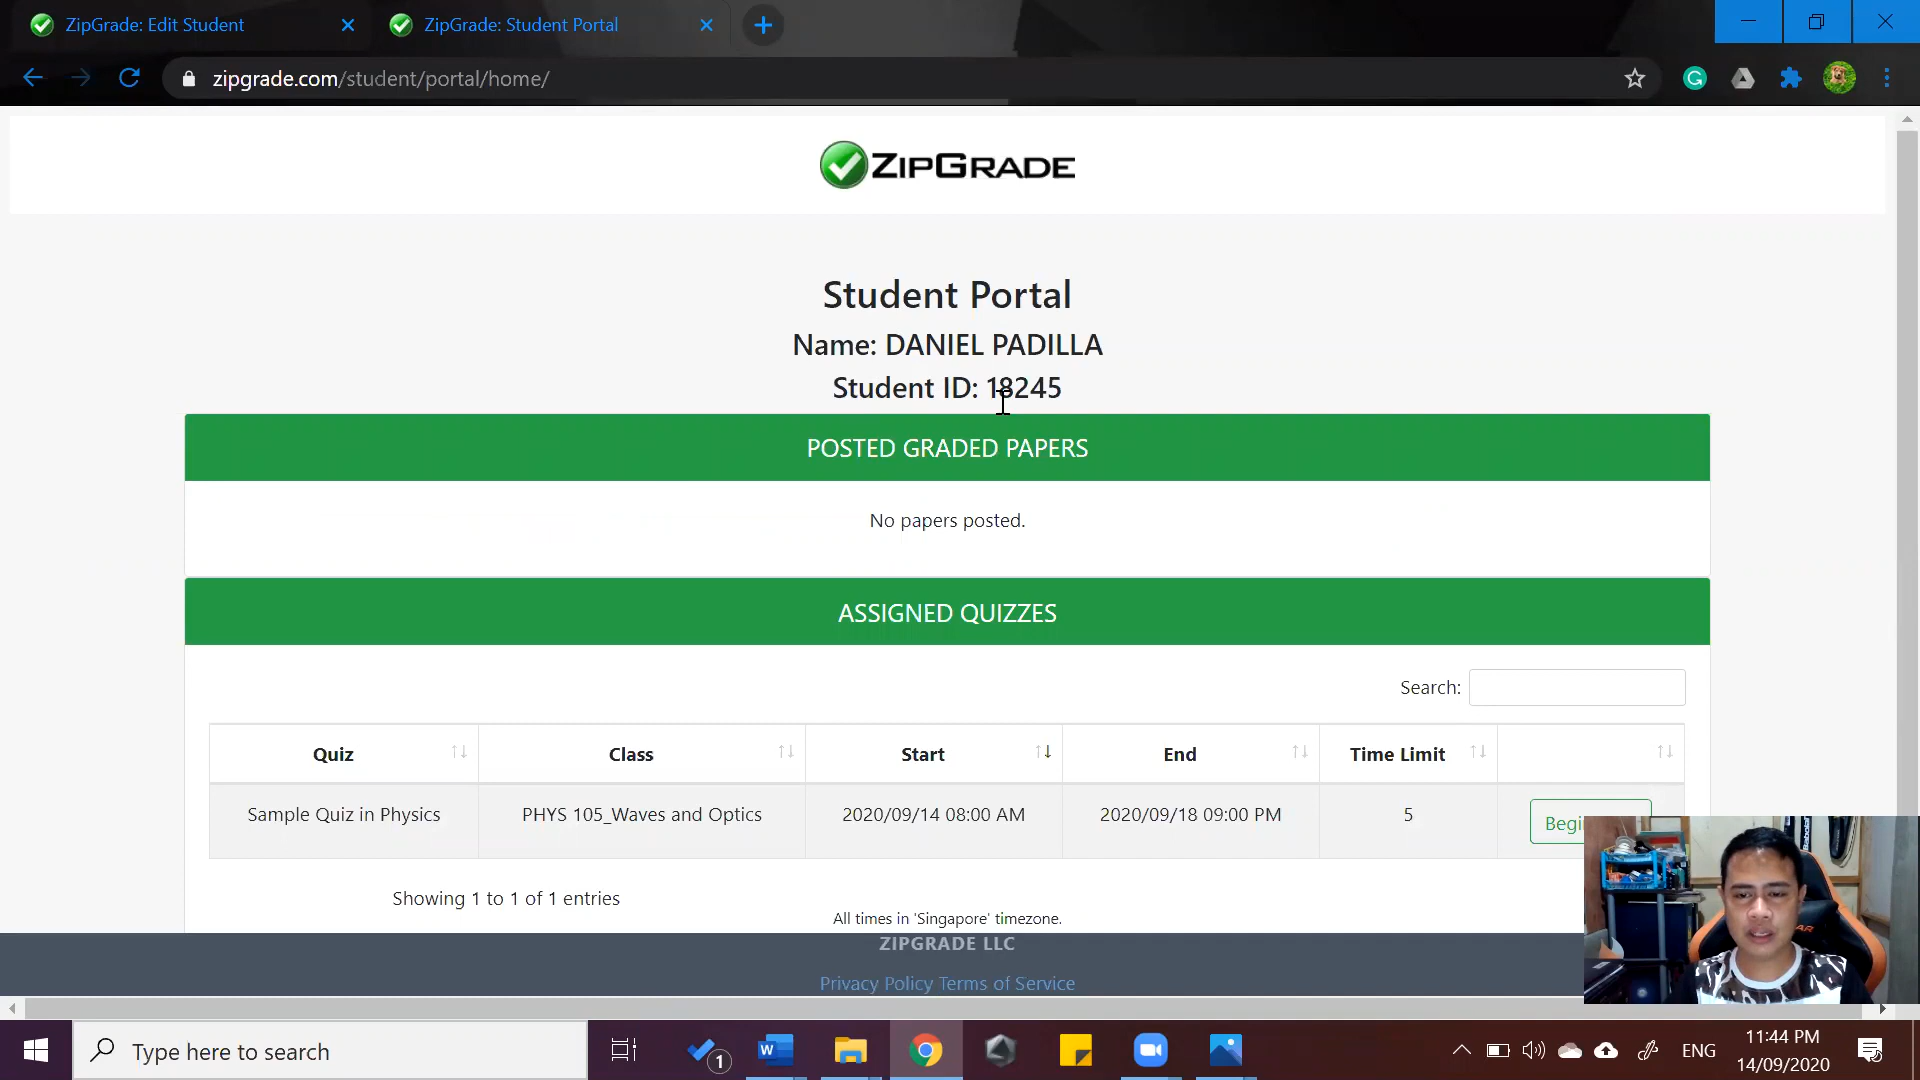 ZipGrade: Edit Student
ZipGrade: Student Portal
zipgrade.com/student/portal/home/
ZIPGRADE
Student Portal
Name: DANIEL PADILLA
Student ID: 18245
POSTED GRADED PAPERS
No papers posted.
ASSIGNED QUIZZES
Search:
Quiz Class Start End Time Limit
Sample Quiz in Physics PHYS 105_Waves and Optics 2020/09/14 08:00 AM 2020/09/18 09:00 PM 5
Showing 1 to 1 of 1 entries
All times in 'Singapore' timezone.
ZIPGRADE LLC
Privacy Policy Terms of Service
Type here to search
1
ENG
11:44 PM
14/09/2020